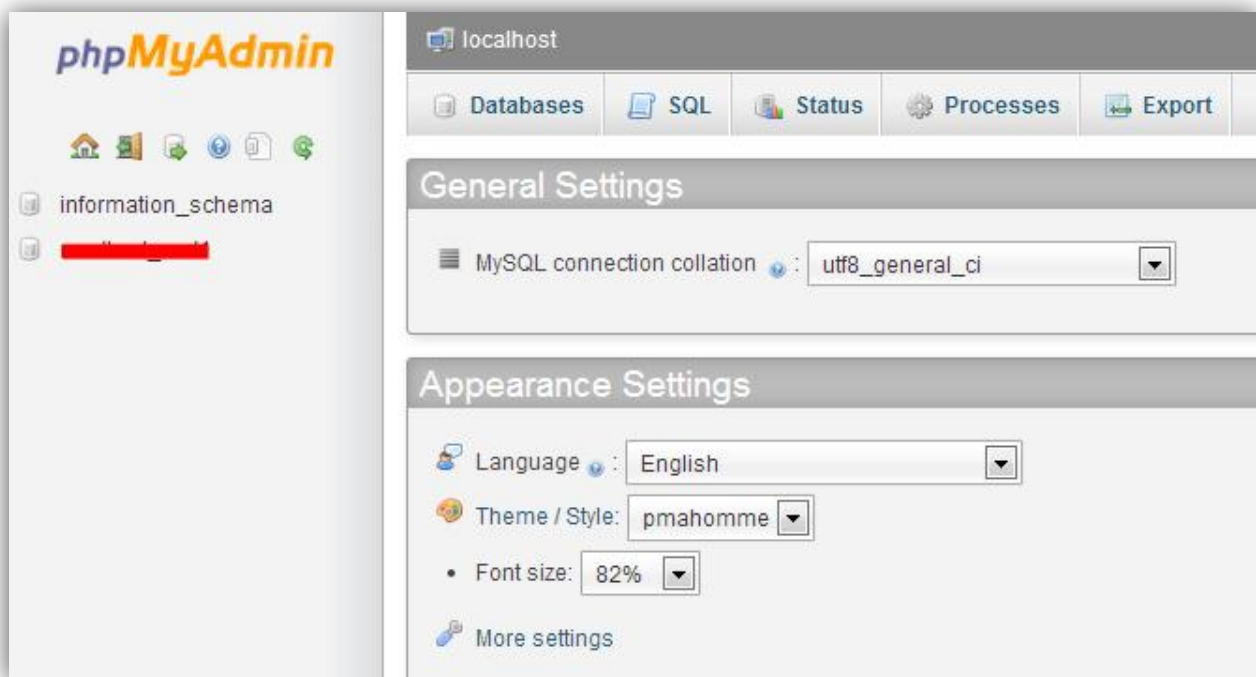 phpMyAdmin
information_schema
localhost
Databases SQL Status Processes Export
General Settings
MySQL connection collation : utf8_general_ci
Appearance Settings
Language : English
Theme / Style: pmahomme
• Font size: 82%
More settings